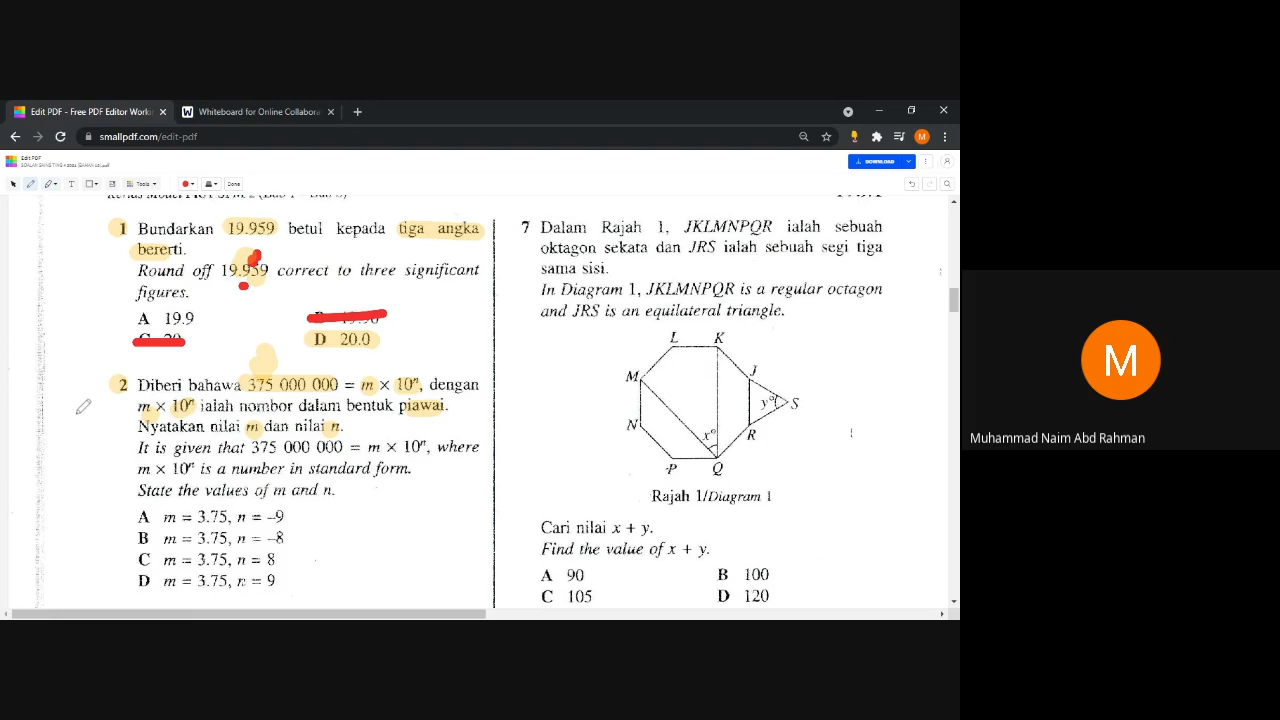 Edit PDF - Free PDF Editor Workin
Whiteboard for Online Collabora
smallpdf.com/edit-pdf
M
Edit PDF
DOWNLOAD
T
Tools
Done
1 Bundarkan 19.959 betul kepada tiga angka
bererti.
Round off 19.959 correct to three significant
figures.
A 19.9
C 20
D 20.0
2 Diberi bahawa 375 000 000 = m × 10ⁿ, dengan
m × 10ⁿ ialah nombor dalam bentuk piawai.
Nyatakan nilai m dan nilai n.
It is given that 375 000 000 = m × 10ⁿ, where
m × 10ⁿ is a number in standard form.
State the values of m and n.
A m = 3.75, n = –9
B m = 3.75, n = –8
C m = 3.75, n = 8
D m = 3.75, n = 9
7 Dalam Rajah 1, JKLMNPQR ialah sebuah
oktagon sekata dan JRS ialah sebuah segi tiga
sama sisi.
In Diagram 1, JKLMNPQR is a regular octagon
and JRS is an equilateral triangle.
L K
M J
y° S
N x° R
P Q
Rajah 1/Diagram 1
Cari nilai x + y.
Find the value of x + y.
A 90 B 100
C 105 D 120
M
Muhammad Naim Abd Rahman